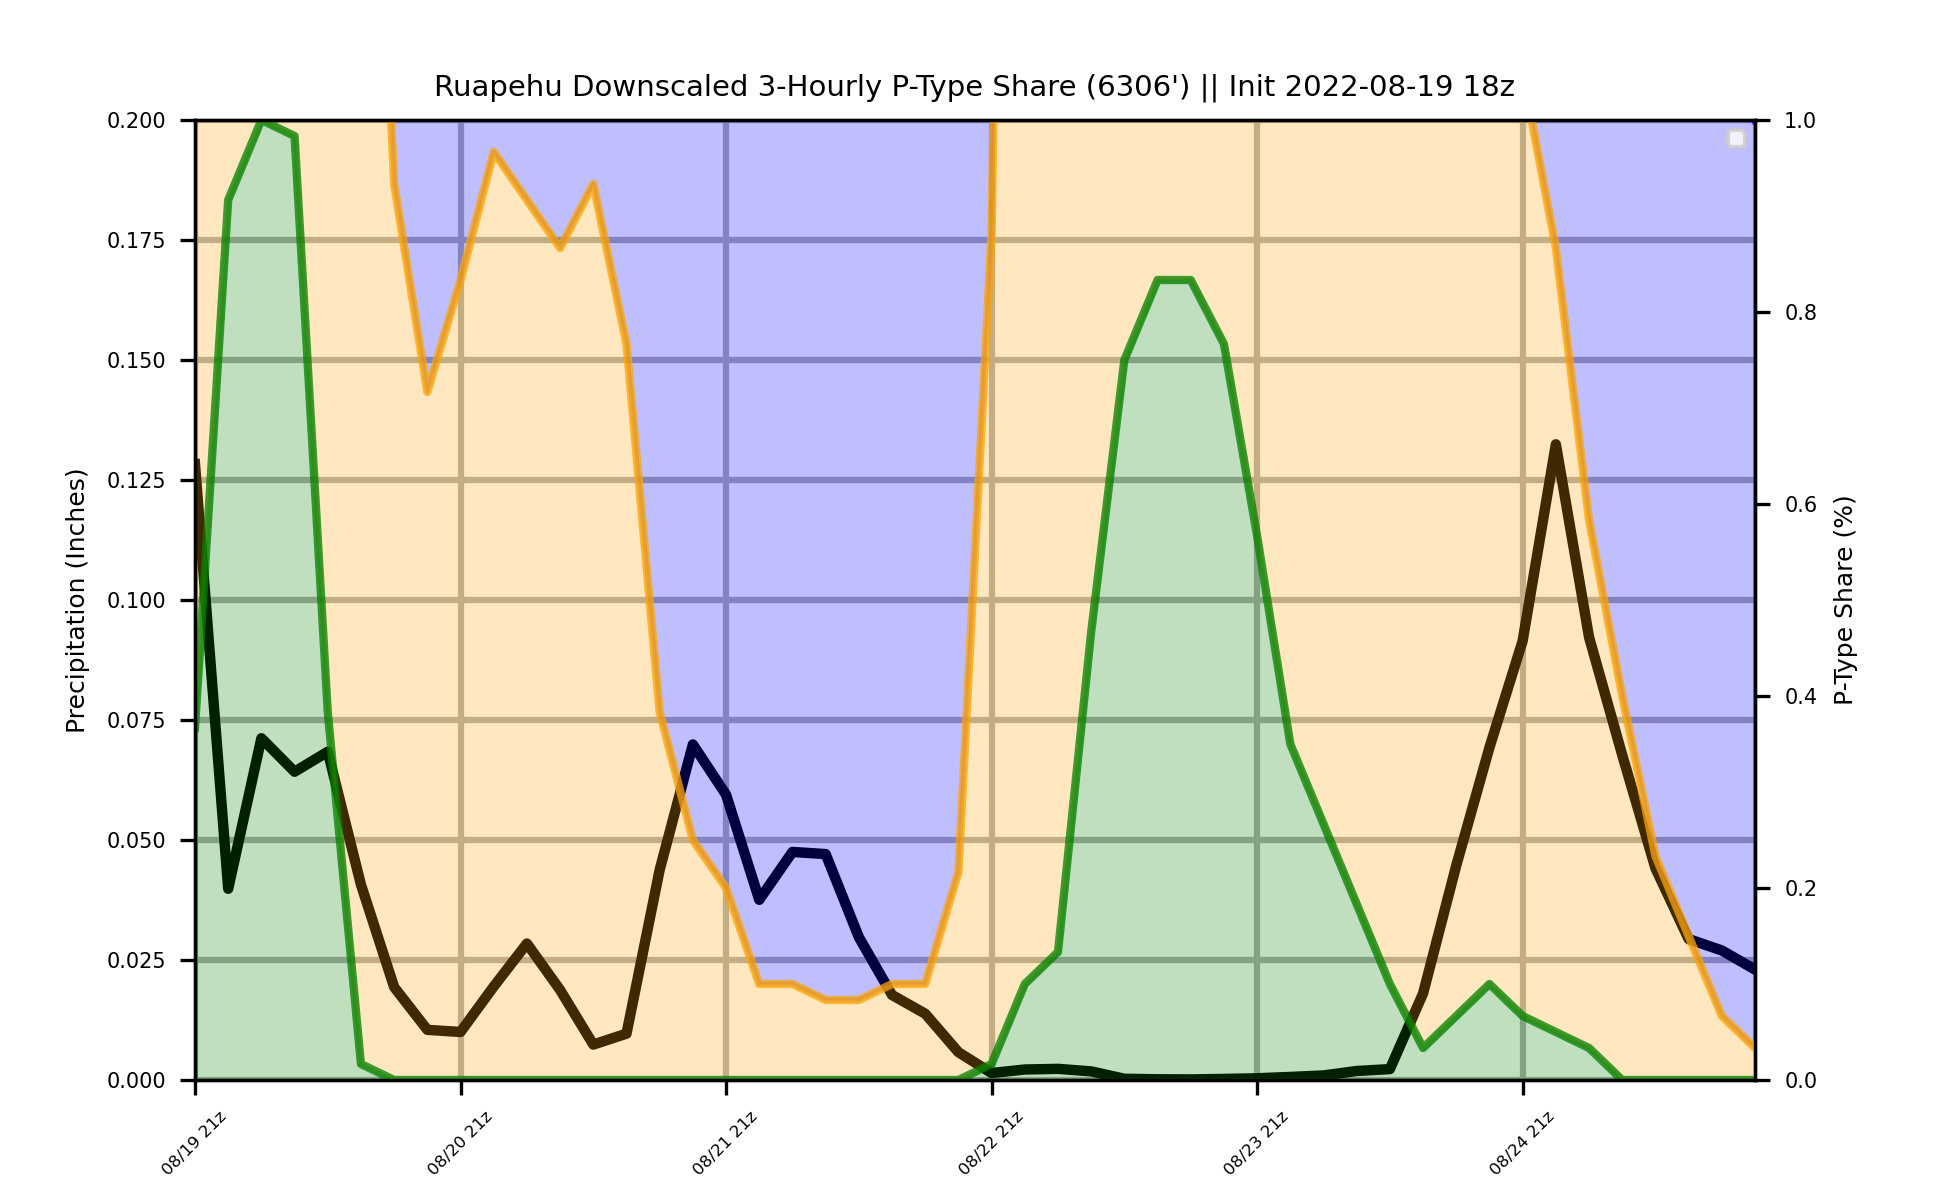 Ruapehu Downscaled 3-Hourly P-Type Share (6306') || Init 2022-08-19 18z
0.200
0.175
0.150
0.125
0.100
0.075
0.050
0.025
0.000
Precipitation (Inches)
1.0
0.8
0.6
0.4
0.2
0.0
P-Type Share (%)
08/19 21z
08/20 21z
08/21 21z
08/22 21z
08/23 21z
08/24 21z